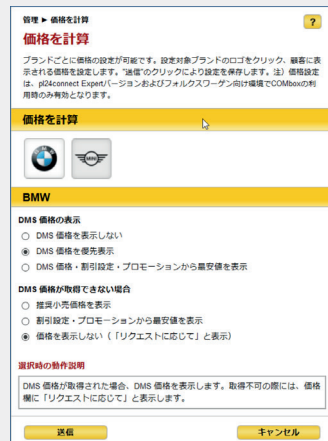 管理 ▶ 価格を計算
?
価格を計算
ブランドごとに価格の設定が可能です。設定対象ブランドのロゴをクリック、顧客に表
示される価格を設定します。"送信"のクリックにより設定を保存します。注）価格設定
は、pl24connect Expertバージョンおよびフォルクスワーゲン向け環境でCOMboxの利
用時のみ有効となります。
価格を計算
BMW
MINI
BMW
DMS 価格の表示
DMS 価格を表示しない
DMS 価格を優先表示
DMS 価格・割引設定・プロモーションから最安値を表示
DMS 価格が取得できない場合
推奨小売価格を表示
割引設定・プロモーションから最安値を表示
価格を表示しない（「リクエストに応じて」と表示）
選択時の動作説明
DMS 価格が取得された場合、DMS 価格を表示します。取得不可の際には、価格
欄に「リクエストに応じて」と表示します。
送信
キャンセル